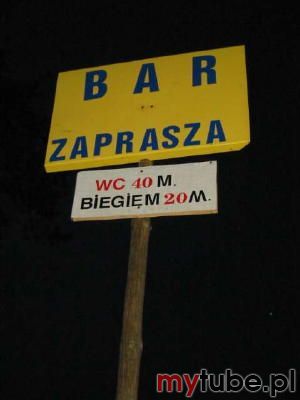 BAR
ZAPRASZA
WC 40 M.
BIEGIEM 20 M.
mytube.pl